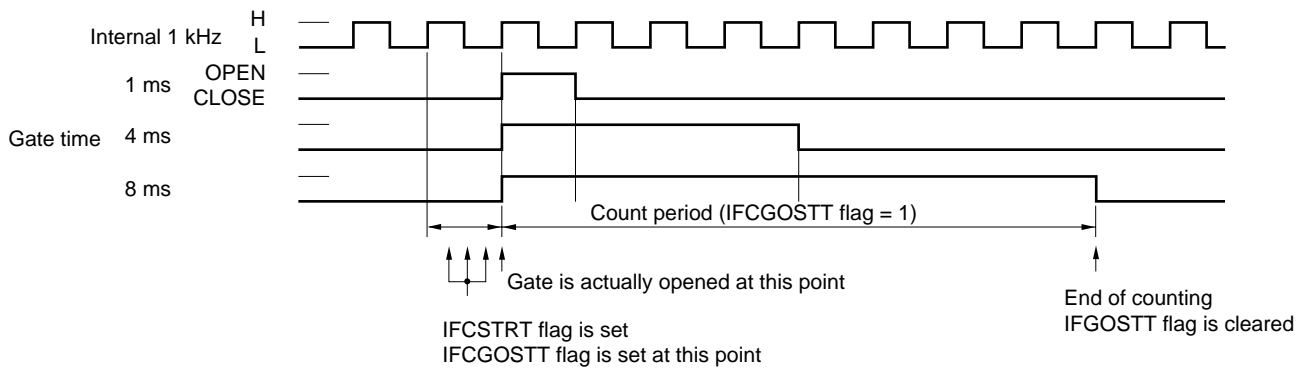 H
Internal 1 kHz
L
OPEN
1 ms
CLOSE
Gate time
4 ms
8 ms
Count period (IFCGOSTT flag = 1)
Gate is actually opened at this point
End of counting
IFGOSTT flag is cleared
IFCSTRT flag is set
IFCGOSTT flag is set at this point